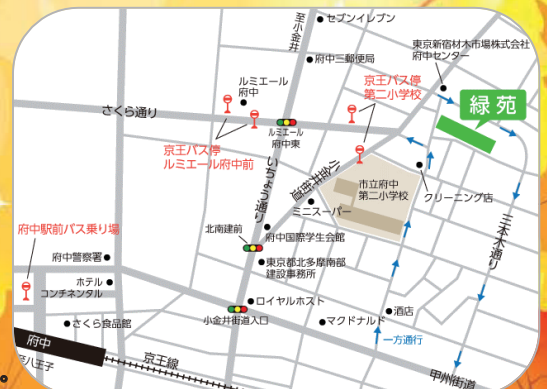 至小金井
セブンイレブン
府中三郵便局
東京新宿材木市場株式会社
府中センター
ルミエール
府中
京王バス停
第二小学校
緑苑
さくら通り
ルミエール
府中東
京王バス停
ルミエール府中前
いちょう通り
小金井街道
市立府中
第二小学校
クリーニング店
ミニスーパー
三本木通り
府中駅前バス乗り場
北南建前
府中国際学生会館
府中警察署
東京都北多摩南部
建設事務所
ホテル
コンチネンタル
ロイヤルホスト
酒店
さくら食品館
小金井街道入口
マクドナルド
一方通行
府中
至八王子
京王線
甲州街道